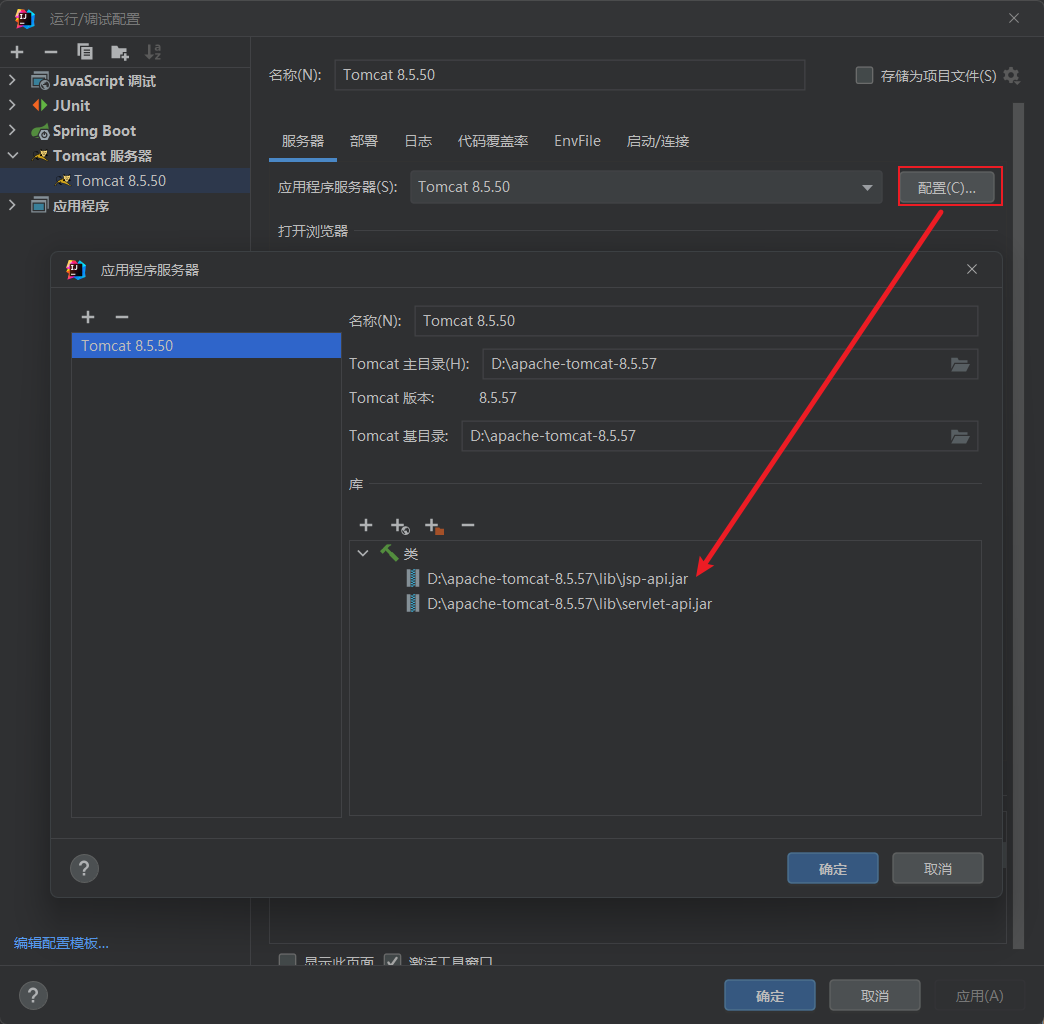 运行/调试配置
JavaScript 调试
JUnit
Spring Boot
Tomcat 服务器
Tomcat 8.5.50
应用程序
名称(N): Tomcat 8.5.50 存储为项目文件(S)
服务器 部署 日志 代码覆盖率 EnvFile 启动/连接
应用程序服务器(S): Tomcat 8.5.50 配置(C)...
打开浏览器
应用程序服务器
Tomcat 8.5.50
名称(N): Tomcat 8.5.50
Tomcat 主目录(H): D:\apache-tomcat-8.5.57
Tomcat 版本: 8.5.57
Tomcat 基目录: D:\apache-tomcat-8.5.57
库
类
D:\apache-tomcat-8.5.57\lib\jsp-api.jar
D:\apache-tomcat-8.5.57\lib\servlet-api.jar
? 确定 取消
编辑配置模板...
显示此页面 激活工具窗口
? 确定 取消 应用(A)